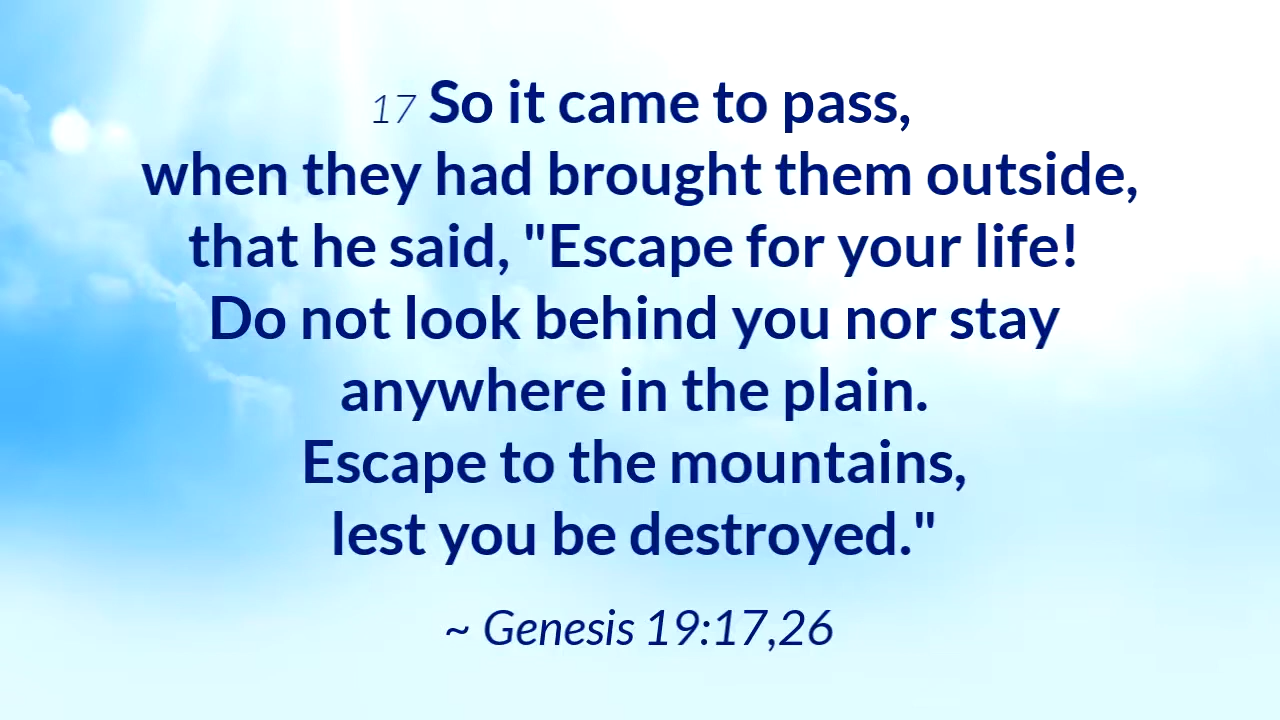 17 So it came to pass,
when they had brought them outside,
that he said, "Escape for your life!
Do not look behind you nor stay
anywhere in the plain.
Escape to the mountains,
lest you be destroyed."
~ Genesis 19:17,26